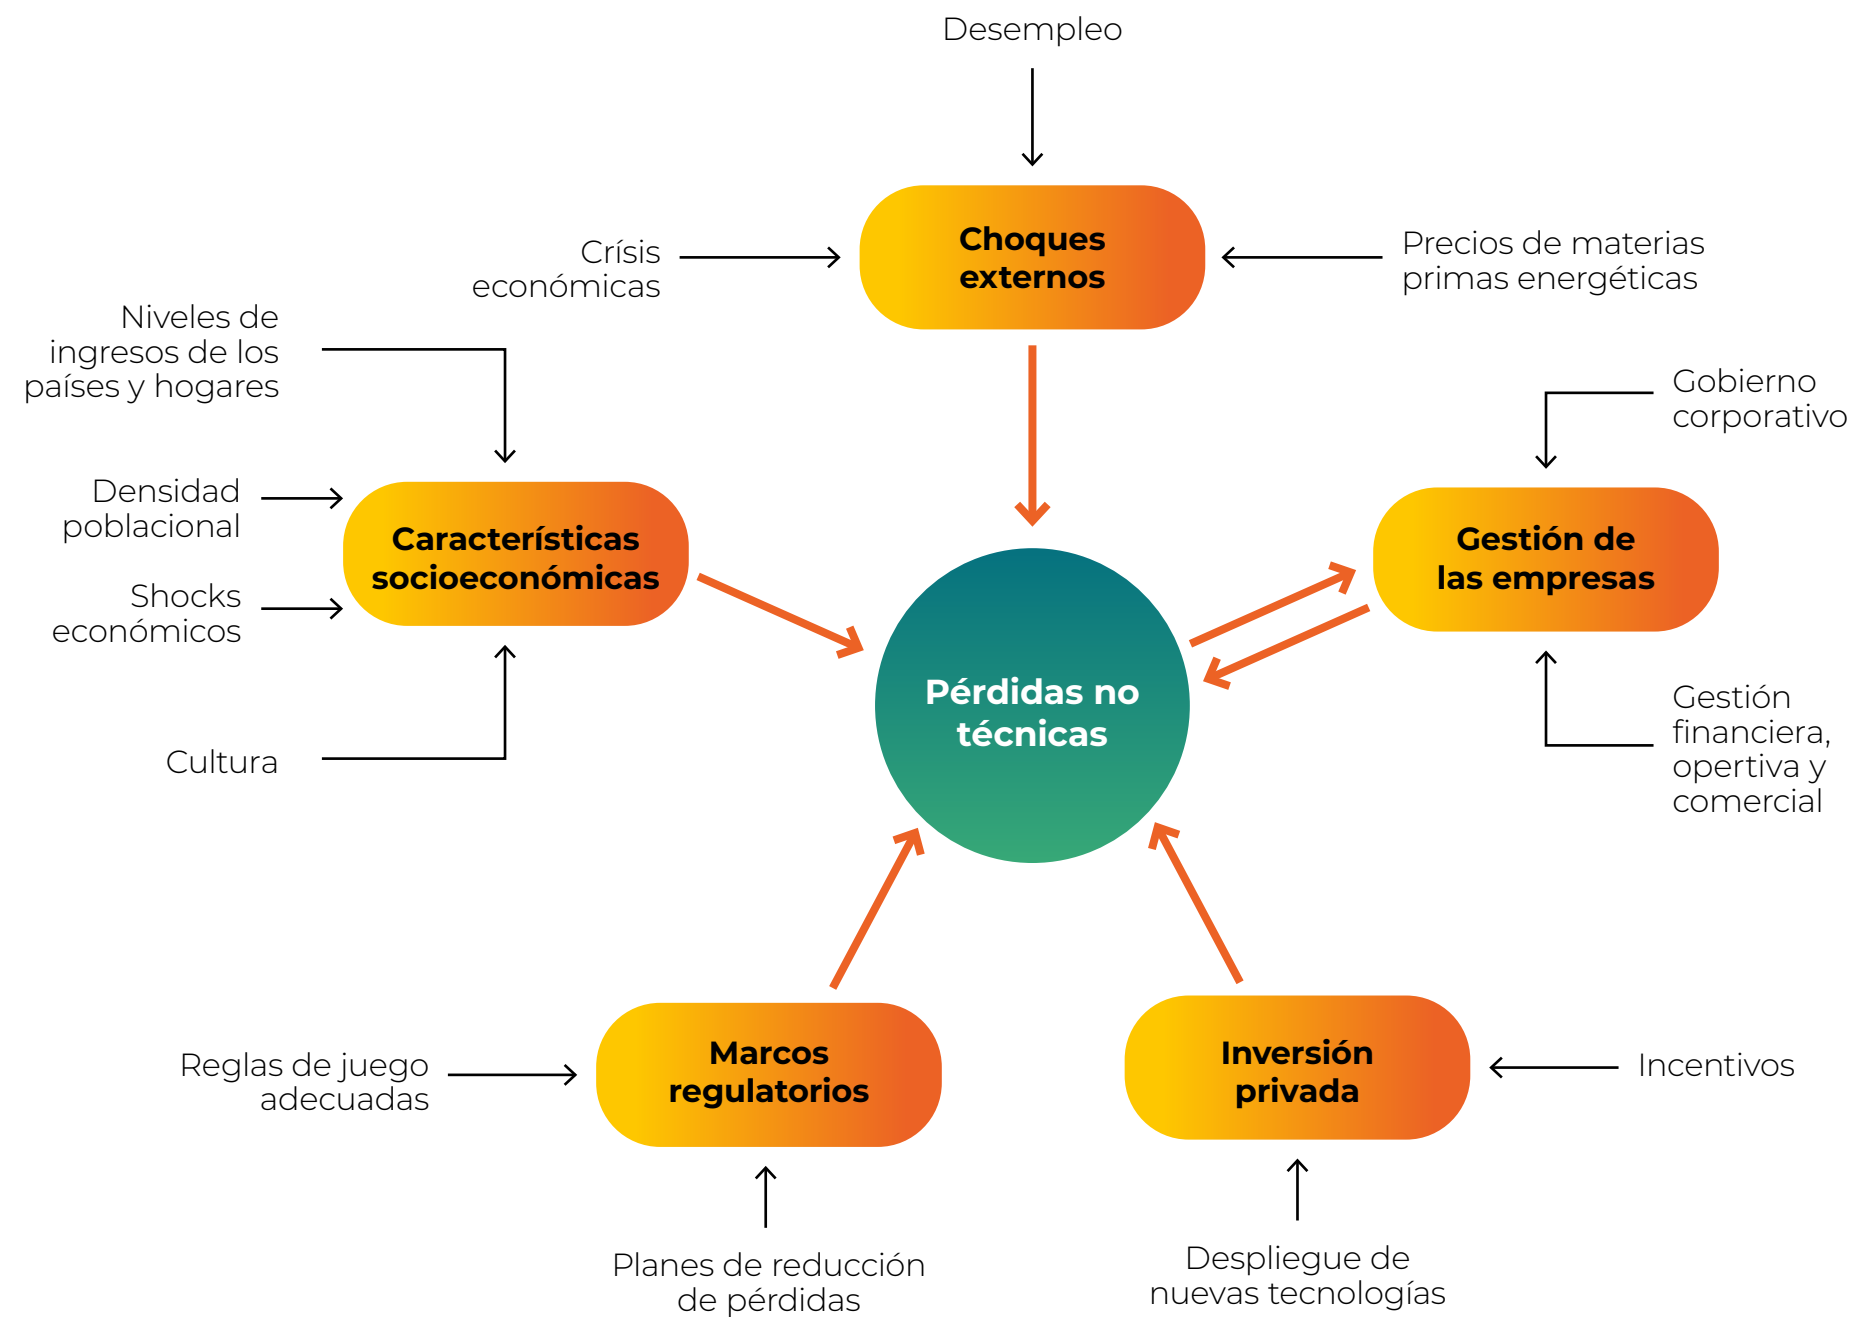 Desempleo
Choques
externos
Crísis
económicas
Precios de materias
primas energéticas
Niveles de
ingresos de los
países y hogares
Densidad
poblacional
Shocks
económicos
Cultura
Características
socioeconómicas
Gobierno
corporativo
Gestión de
las empresas
Gestión
financiera,
opertiva y
comercial
Pérdidas no
técnicas
Reglas de juego
adecuadas
Marcos
regulatorios
Planes de reducción
de pérdidas
Inversión
privada
Incentivos
Despliegue de
nuevas tecnologías